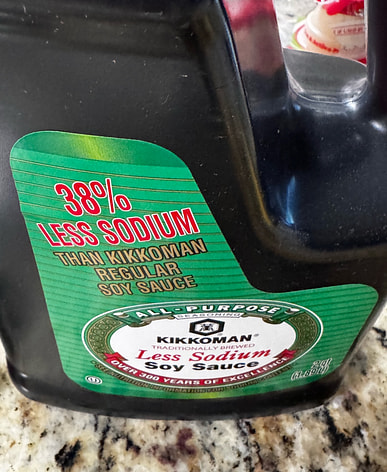 38%
LESS SODIUM
THAN KIKKOMAN
REGULAR
SOY SAUCE
ALL-PURPOSE
SEASONING
KIKKOMAN®
TRADITIONALLY BREWED
Less Sodium
Soy Sauce
OVER 300 YEARS OF EXCELLENCE
U